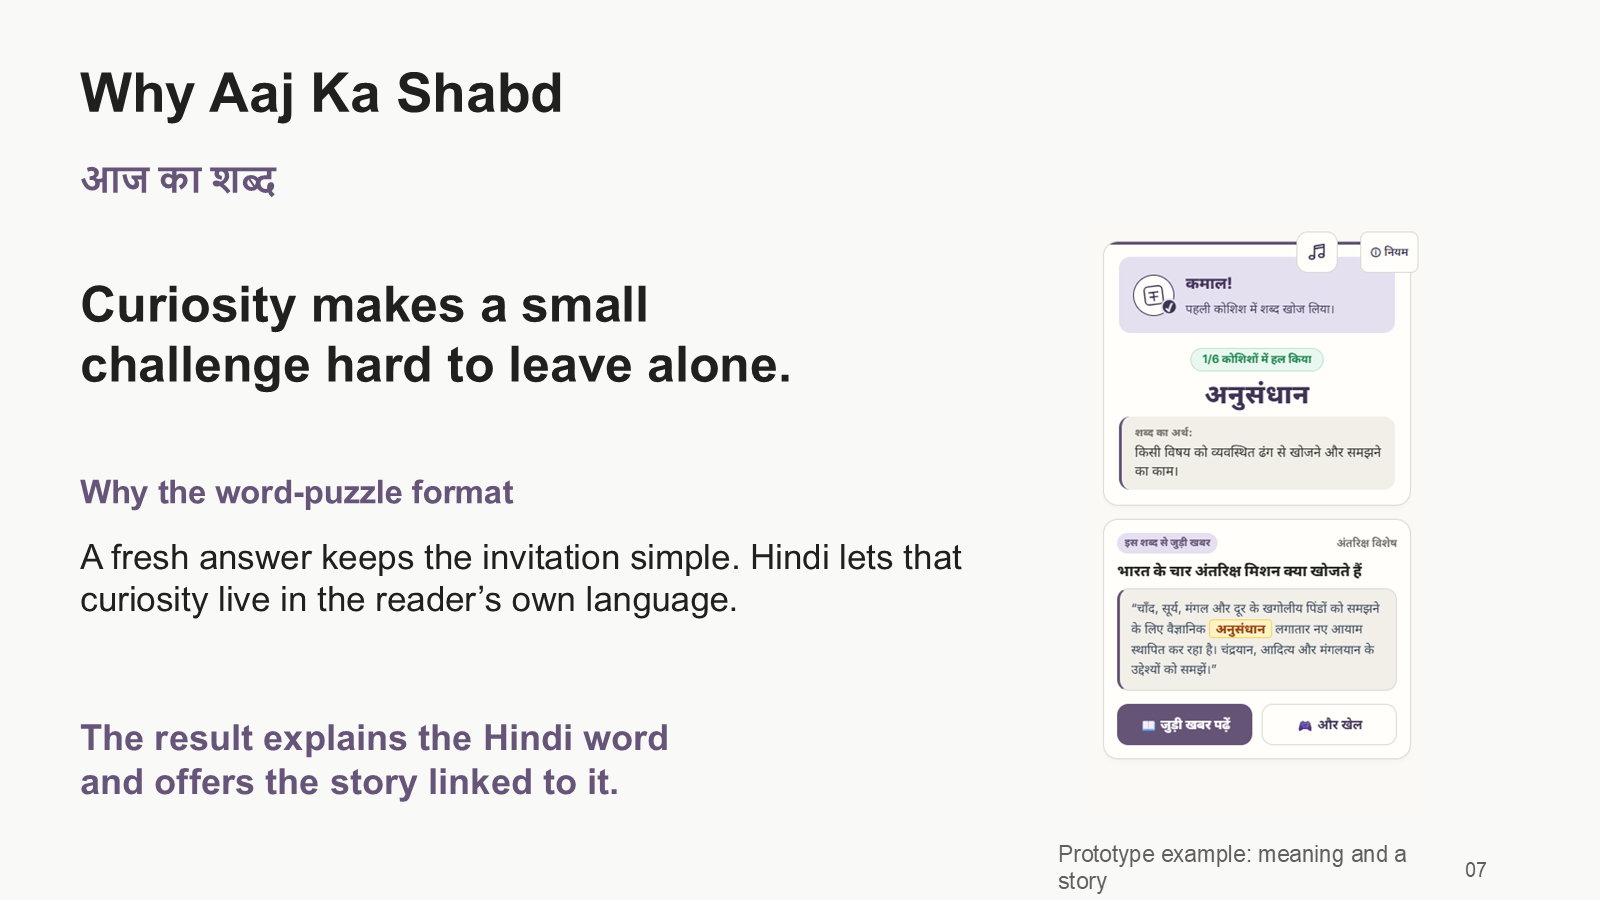 Why Aaj Ka Shabd
आज का शब्द
Curiosity makes a small
challenge hard to leave alone.
Why the word-puzzle format
A fresh answer keeps the invitation simple. Hindi lets that
curiosity live in the reader’s own language.
The result explains the Hindi word
and offers the story linked to it.
नियम
कमाल!
पहली कोशिश में शब्द खोज लिया।
1/6 कोशिशों में हल किया
अनुसंधान
शब्द का अर्थ:
किसी विषय को व्यवस्थित ढंग से खोजने और समझने
का काम।
इस शब्द से जुड़ी खबर
अंतरिक्ष विशेष
भारत के चार अंतरिक्ष मिशन क्या खोजते हैं
“चाँद, सूर्य, मंगल और दूर के खगोलीय पिंडों को समझने
के लिए वैज्ञानिक अनुसंधान लगातार नए आयाम
स्थापित कर रहा है। चंद्रयान, आदित्य और मंगलयान के
उद्देश्यों को समझें।”
जुड़ी खबर पढ़ें
और खेल
Prototype example: meaning and a
story
07